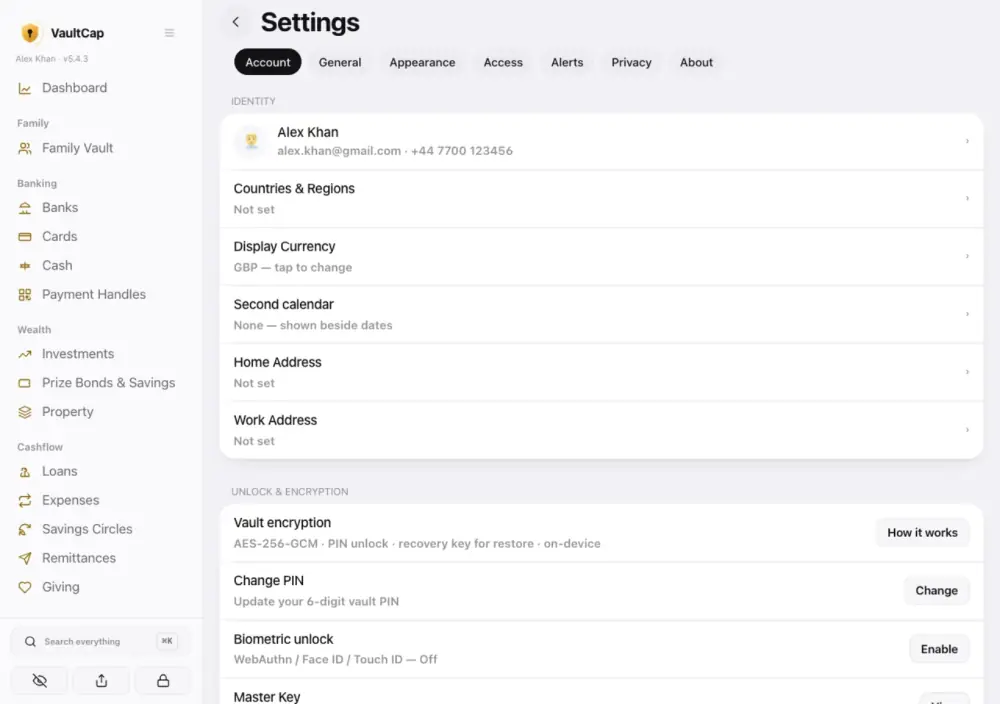 VaultCap
Alex Khan · v5.4.3
Dashboard
Family
Family Vault
Banking
Banks
Cards
Cash
Payment Handles
Wealth
Investments
Prize Bonds & Savings
Property
Cashflow
Loans
Expenses
Savings Circles
Remittances
Giving
Search everything ⌘K
Settings
Account General Appearance Access Alerts Privacy About
IDENTITY
Alex Khan
alex.khan@gmail.com · +44 7700 123456
Countries & Regions
Not set
Display Currency
GBP — tap to change
Second calendar
None — shown beside dates
Home Address
Not set
Work Address
Not set
UNLOCK & ENCRYPTION
Vault encryption
AES-256-GCM · PIN unlock · recovery key for restore · on-device
How it works
Change PIN
Update your 6-digit vault PIN
Change
Biometric unlock
WebAuthn / Face ID / Touch ID — Off
Enable
Master Key